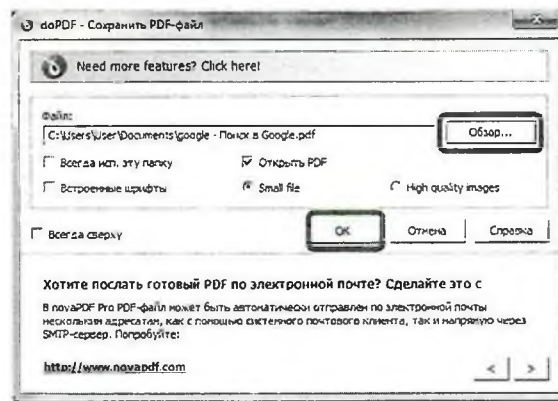 doPDF - Сохранить PDF-файл
Need more features? Click here!
Файл:
C:\Users\User\Documents\google - Поиск в Google.pdf
Обзор...
Всегда исп. эту папку
Открыть PDF
Встроенные шрифты
Small file
High quality images
Всегда сверху
OK
Отмена
Справка
Хотите послать готовый PDF по электронной почте? Сделайте это с
В novaPDF Pro PDF-файл может быть автоматически отправлен по электронной почты
нескольким адресатам, как с помощью системного почтового клиента, так и напрямую через
SMTP-сервер. Попробуйте:
http://www.novapdf.com
< >